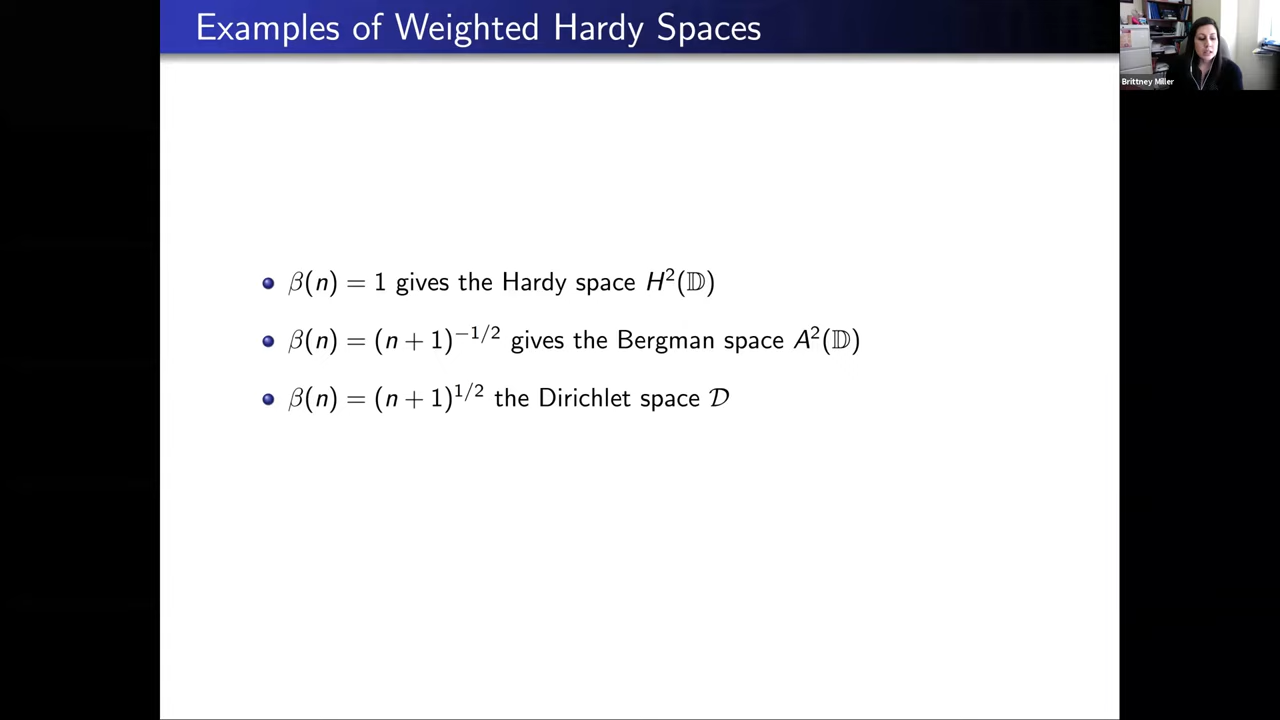 Examples of Weighted Hardy Spaces
Brittney Miller
β(n) = 1 gives the Hardy space H²(𝔻)
β(n) = (n + 1)⁻¹/² gives the Bergman space A²(𝔻)
β(n) = (n + 1)¹/² the Dirichlet space 𝒟